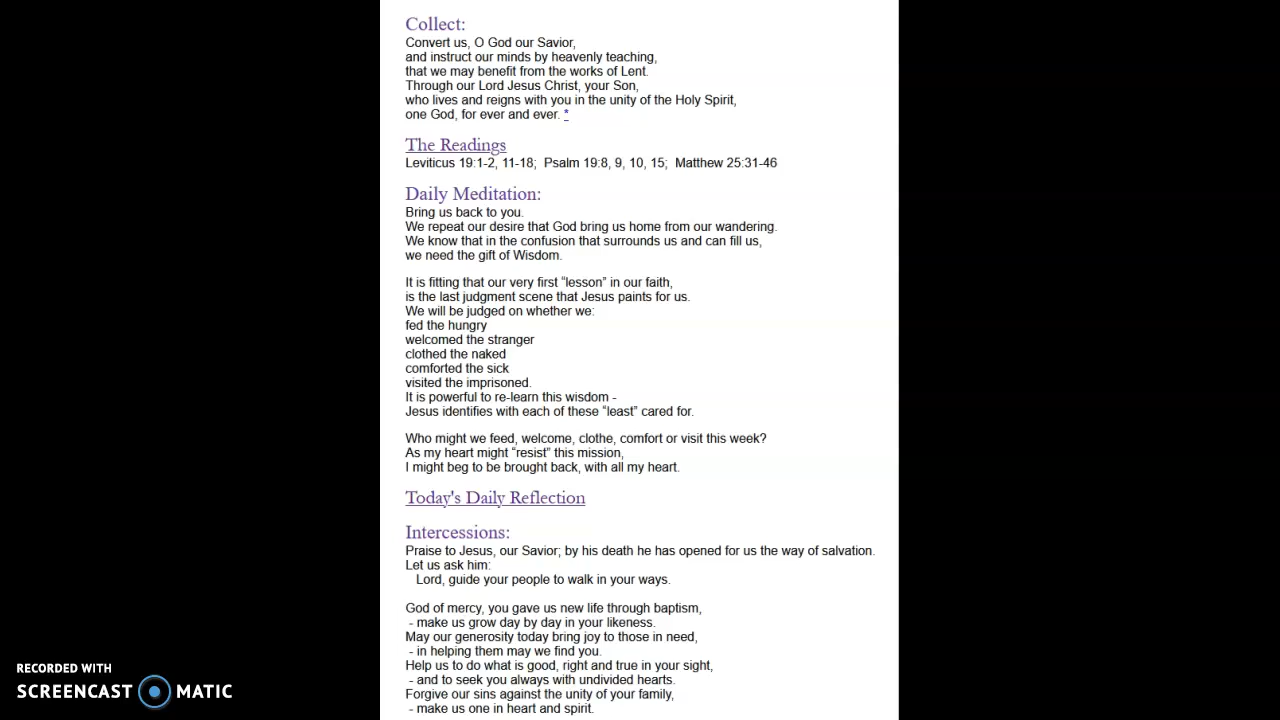 Collect:
Convert us, O God our Savior,
and instruct our minds by heavenly teaching,
that we may benefit from the works of Lent.
Through our Lord Jesus Christ, your Son,
who lives and reigns with you in the unity of the Holy Spirit,
one God, for ever and ever. *
The Readings
Leviticus 19:1-2, 11-18;  Psalm 19:8, 9, 10, 15;  Matthew 25:31-46
Daily Meditation:
Bring us back to you.
We repeat our desire that God bring us home from our wandering.
We know that in the confusion that surrounds us and can fill us,
we need the gift of Wisdom.
It is fitting that our very first “lesson” in our faith,
is the last judgment scene that Jesus paints for us.
We will be judged on whether we:
fed the hungry
welcomed the stranger
clothed the naked
comforted the sick
visited the imprisoned.
It is powerful to re-learn this wisdom -
Jesus identifies with each of these “least” cared for.
Who might we feed, welcome, clothe, comfort or visit this week?
As my heart might “resist” this mission,
I might beg to be brought back, with all my heart.
Today's Daily Reflection
Intercessions:
Praise to Jesus, our Savior; by his death he has opened for us the way of salvation.
Let us ask him:
Lord, guide your people to walk in your ways.
God of mercy, you gave us new life through baptism,
- make us grow day by day in your likeness.
May our generosity today bring joy to those in need,
- in helping them may we find you.
Help us to do what is good, right and true in your sight,
- and to seek you always with undivided hearts.
Forgive our sins against the unity of your family,
- make us one in heart and spirit.
RECORDED WITH
SCREENCAST MATIC